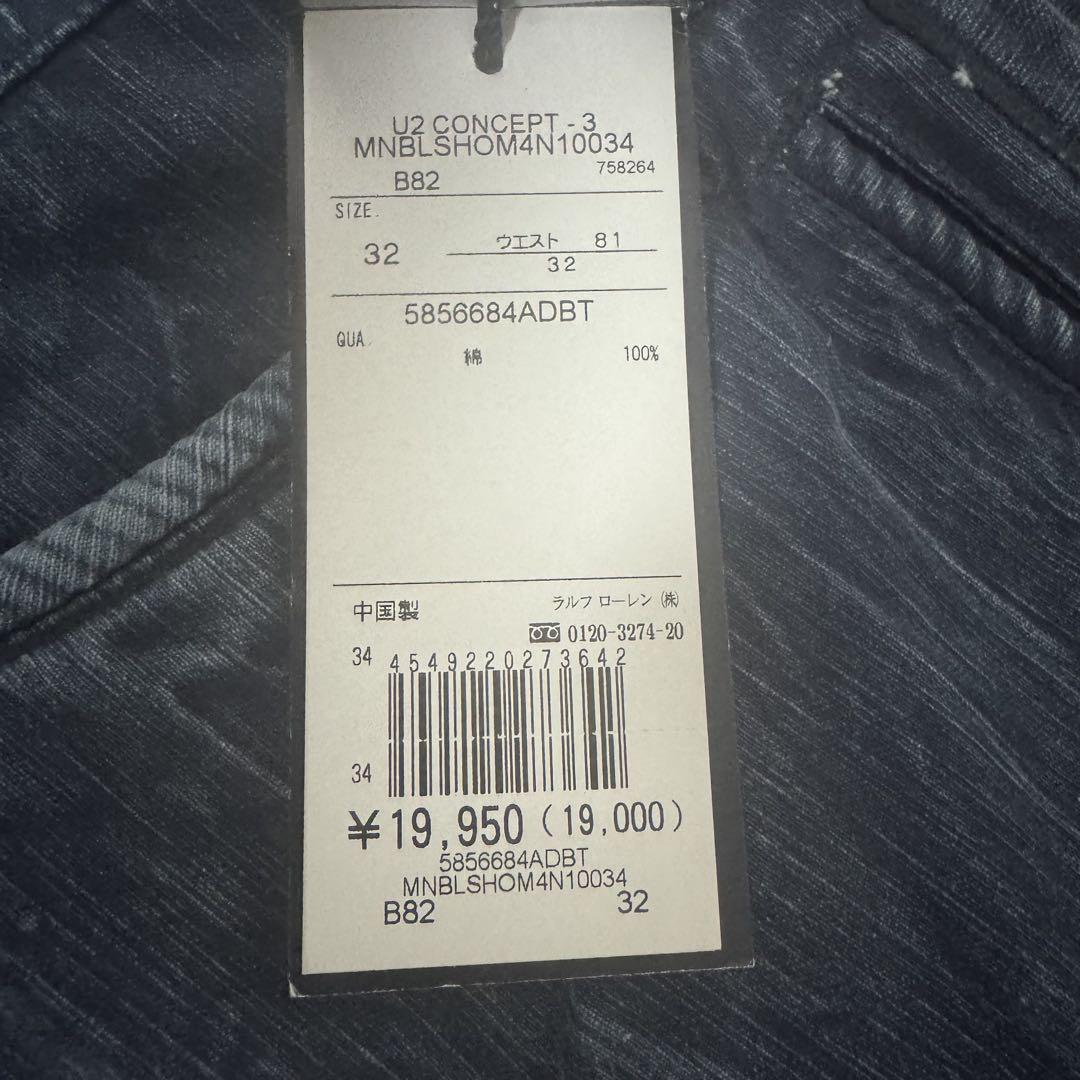 U2 CONCEPT - 3
MNBLSHOM4N10034
B82 758264
SIZE.
32 ウエスト 81
32
5856684ADBT
QUA.
綿 100%
中国製 ラルフ ローレン (株)
0120-3274-20
34 4549220273642
34
¥19,950 (19,000)
5856684ADBT
MNBLSHOM4N10034
B82 32